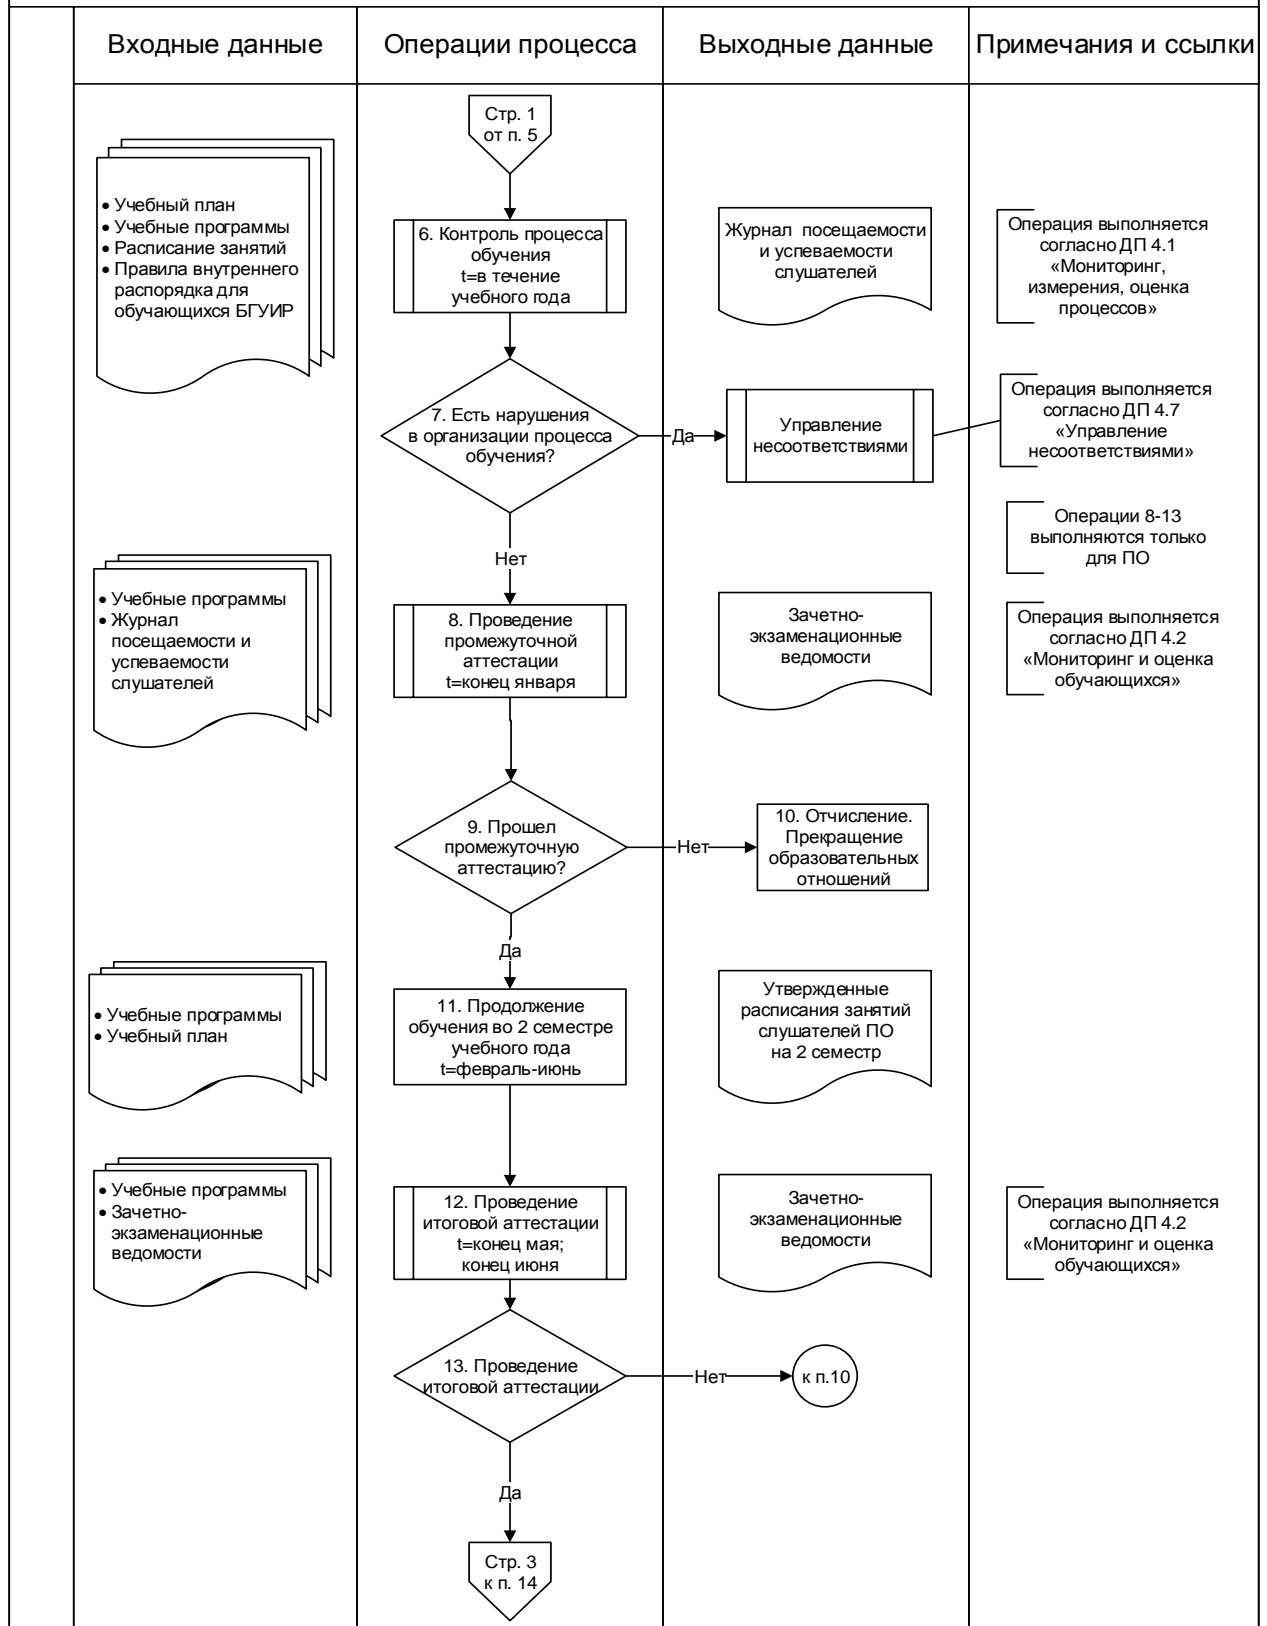 Входные данные
Операции процесса
Выходные данные
Примечания и ссылки
Стр. 1
от п. 5
• Учебный план
• Учебные программы
• Расписание занятий
• Правила внутреннего
распорядка для
обучающихся БГУИР
6. Контроль процесса
обучения
t=в течение
учебного года
Журнал посещаемости
и успеваемости
слушателей
Операция выполняется
согласно ДП 4.1
«Мониторинг,
измерения, оценка
процессов»
7. Есть нарушения
в организации процесса
обучения?
Да
Управление
несоответствиями
Операция выполняется
согласно ДП 4.7
«Управление
несоответствиями»
Операции 8-13
выполняются только
для ПО
Нет
• Учебные программы
• Журнал
посещаемости и
успеваемости
слушателей
8. Проведение
промежуточной
аттестации
t=конец января
Зачетно-
экзаменационные
ведомости
Операция выполняется
согласно ДП 4.2
«Мониторинг и оценка
обучающихся»
9. Прошел
промежуточную
аттестацию?
Нет
10. Отчисление.
Прекращение
образовательных
отношений
Да
• Учебные программы
• Учебный план
11. Продолжение
обучения во 2 семестре
учебного года
t=февраль-июнь
Утвержденные
расписания занятий
слушателей ПО
на 2 семестр
• Учебные программы
• Зачетно-
экзаменационные
ведомости
12. Проведение
итоговой аттестации
t=конец мая;
конец июня
Зачетно-
экзаменационные
ведомости
Операция выполняется
согласно ДП 4.2
«Мониторинг и оценка
обучающихся»
13. Проведение
итоговой аттестации
Нет
к п.10
Да
Стр. 3
к п. 14